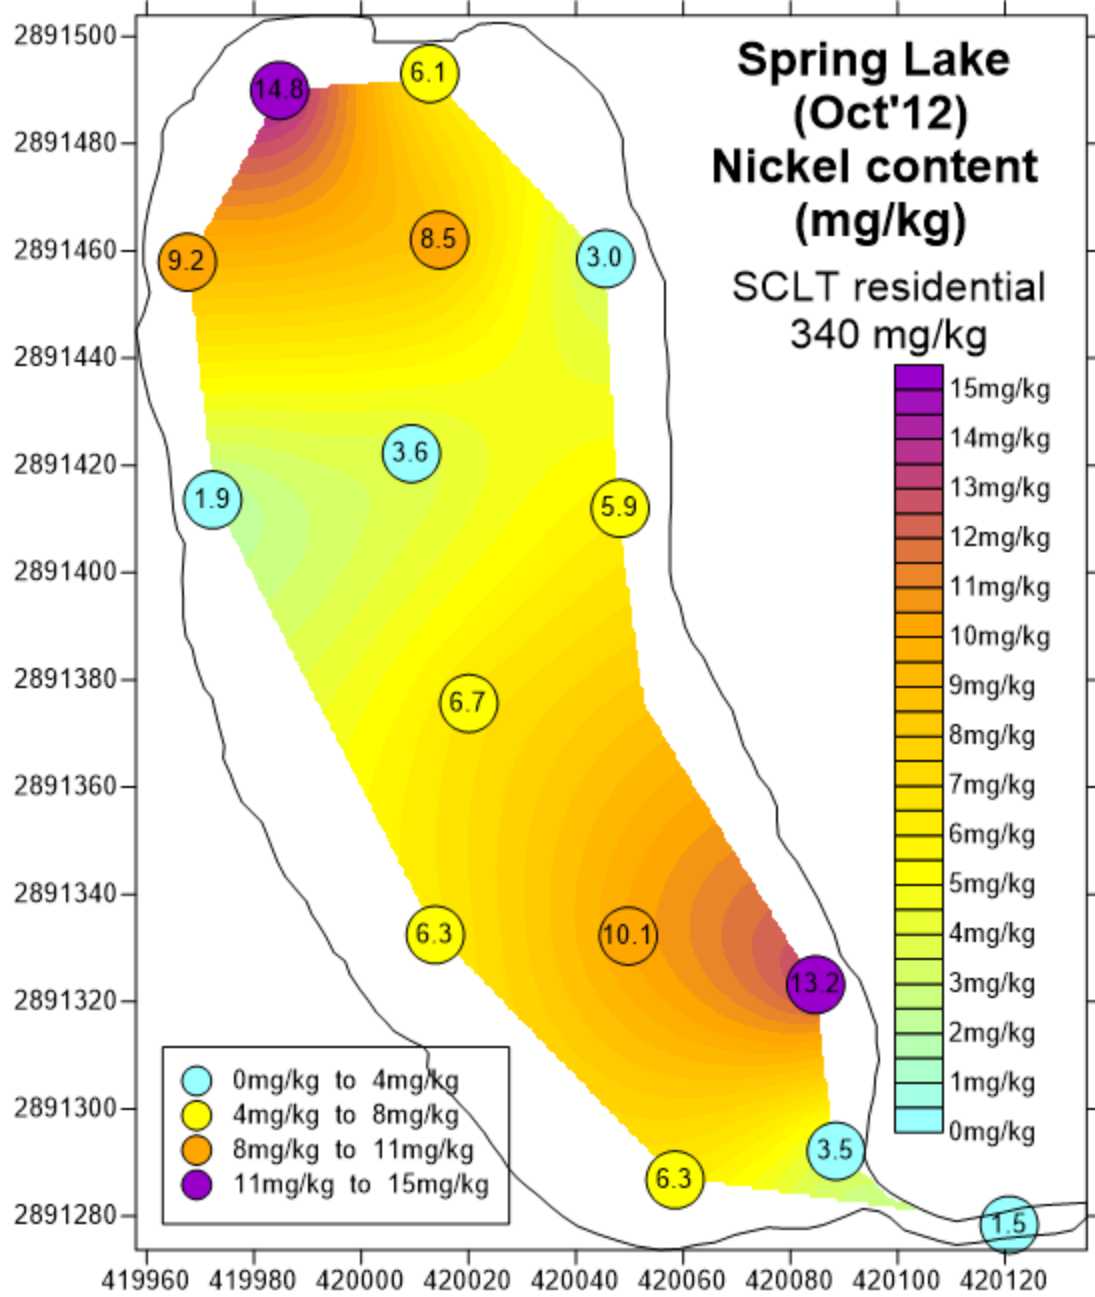 Spring Lake
(Oct'12)
Nickel content
(mg/kg)
SCLT residential
340 mg/kg
15mg/kg
14mg/kg
13mg/kg
12mg/kg
11mg/kg
10mg/kg
9mg/kg
8mg/kg
7mg/kg
6mg/kg
5mg/kg
4mg/kg
3mg/kg
2mg/kg
1mg/kg
0mg/kg
2891500
2891480
2891460
2891440
2891420
2891400
2891380
2891360
2891340
2891320
2891300
2891280
14.8
6.1
8.5
9.2
3.0
3.6
1.9
5.9
6.7
6.3
10.1
13.2
3.5
6.3
1.5
0mg/kg to 4mg/kg
4mg/kg to 8mg/kg
8mg/kg to 11mg/kg
11mg/kg to 15mg/kg
419960 419980 420000 420020 420040 420060 420080 420100 420120